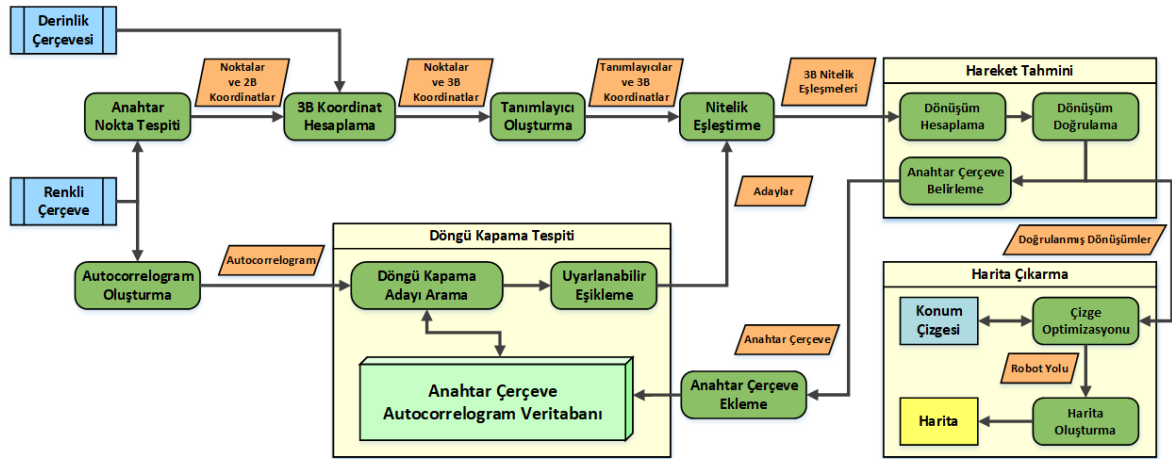 Derinlik
Çerçevesi
Noktalar
ve 2B
Koordinatlar
Noktalar
ve 3B
Koordinatlar
Tanımlayıcılar
ve 3B
Koordinatlar
3B Nitelik
Eşleşmeleri
Hareket Tahmini
Anahtar
Nokta Tespiti
3B Koordinat
Hesaplama
Tanımlayıcı
Oluşturma
Nitelik
Eşleştirme
Dönüşüm
Hesaplama
Dönüşüm
Doğrulama
Anahtar Çerçeve
Belirleme
Renkli
Çerçeve
Adaylar
Döngü Kapama Tespiti
Doğrulanmış Dönüşümler
Autocorrelogram
Autocorrelogram
Oluşturma
Döngü Kapama
Adayı Arama
Uyarlanabilir
Eşikleme
Harita Çıkarma
Konum
Çizgesi
Çizge
Optimizasyonu
Anahtar Çerçeve
Robot Yolu
Anahtar Çerçeve
Autocorrelogram Veritabanı
Anahtar Çerçeve
Ekleme
Harita
Harita
Oluşturma